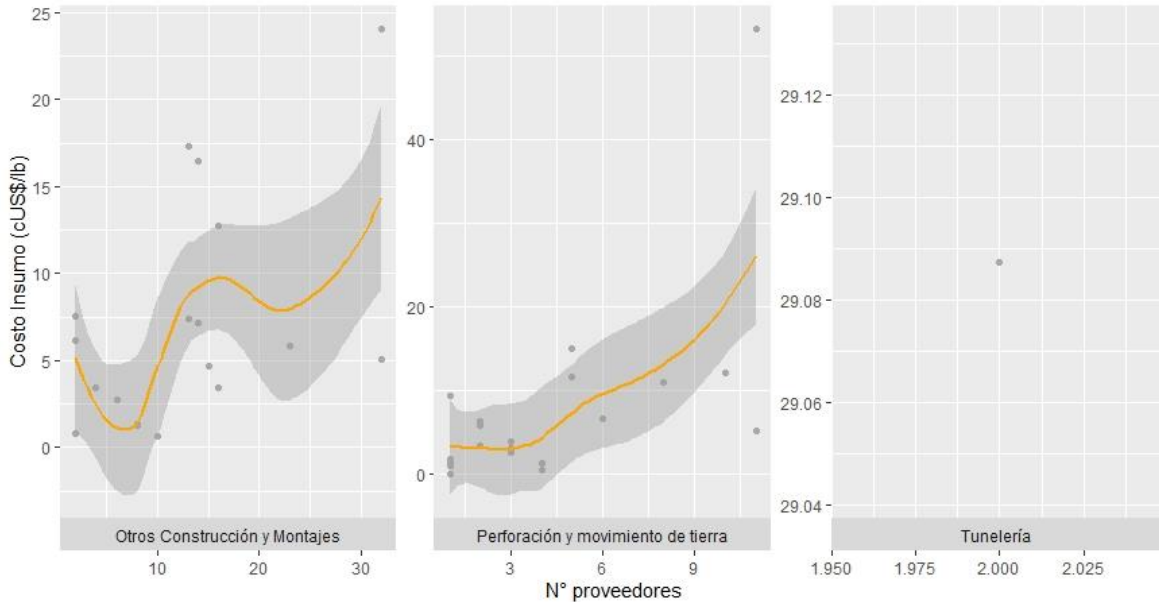 Costo Insumo (cUS$/lb)
25
20
15
10
5
0
40
20
0
29.12
29.10
29.08
29.06
29.04
Otros Construcción y Montajes
Perforación y movimiento de tierra
Tunelería
10 20 30
3 6 9
1.950 1.975 2.000 2.025
N° proveedores